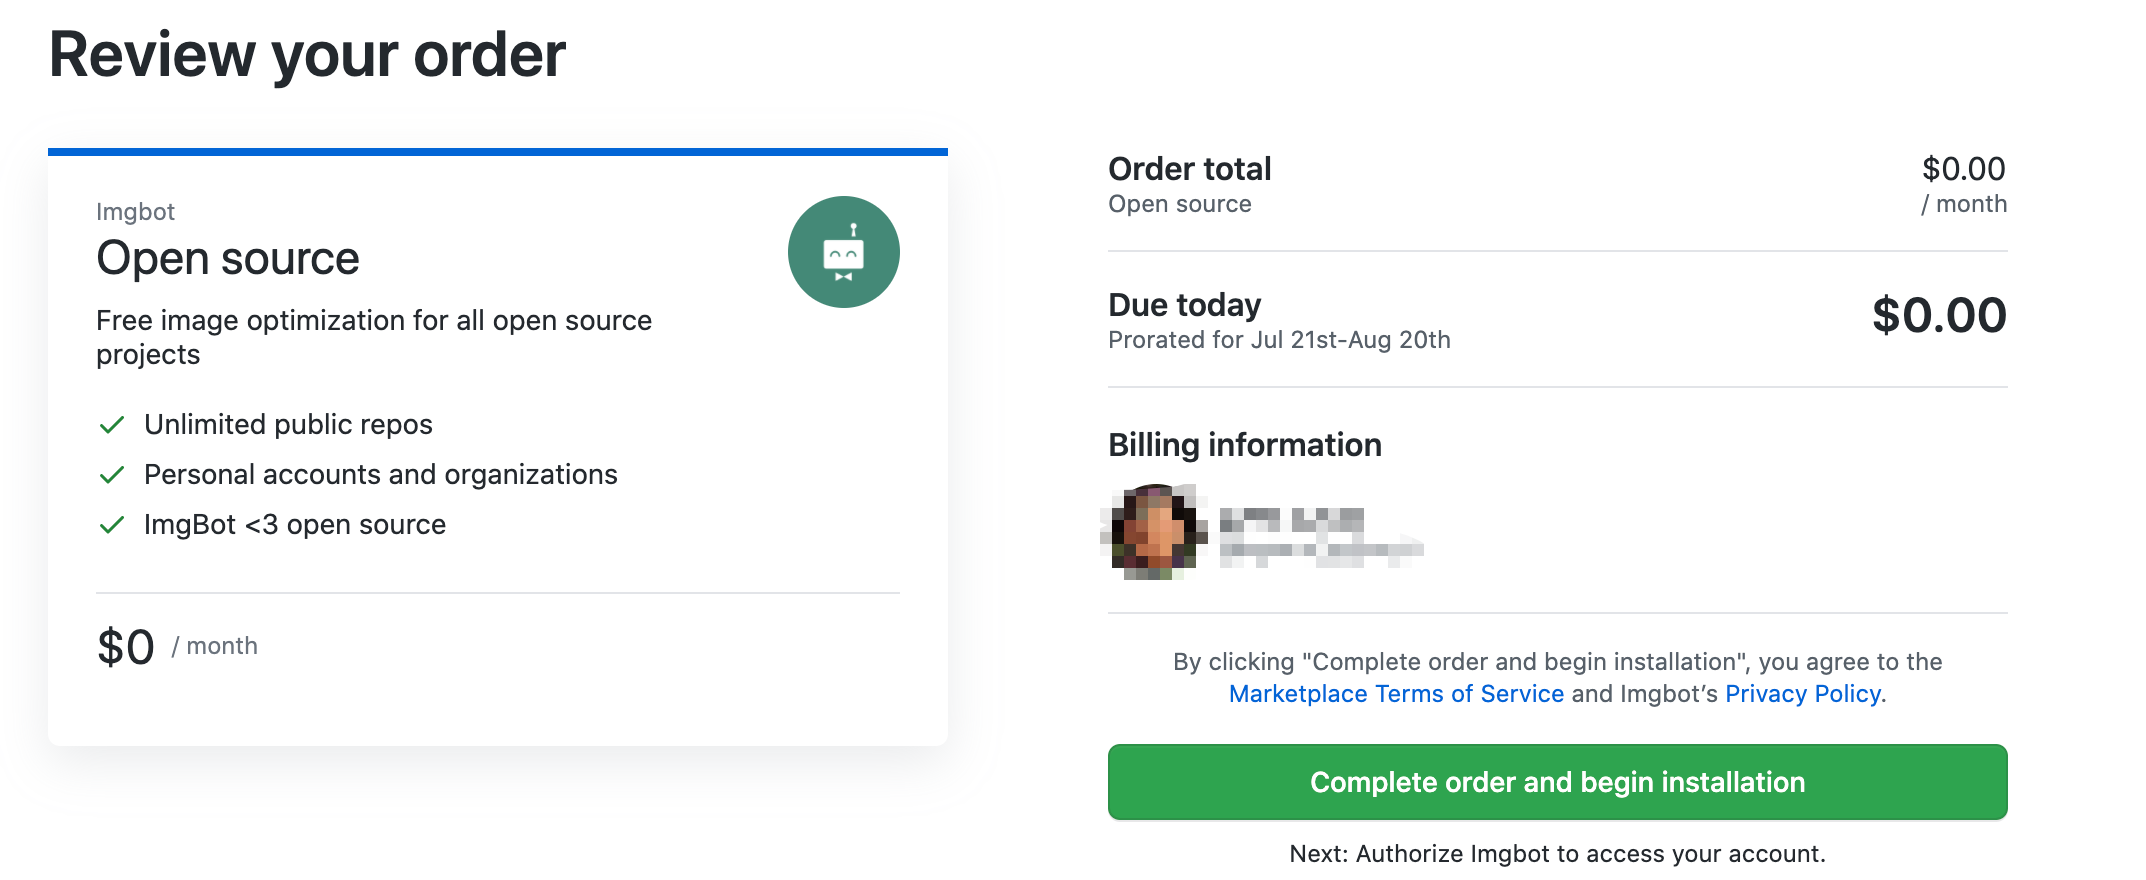 Review your order
Imgbot
Open source
Free image optimization for all open source
projects
Unlimited public repos
Personal accounts and organizations
ImgBot <3 open source
$0 / month
Order total $0.00
Open source / month
Due today $0.00
Prorated for Jul 21st-Aug 20th
Billing information
By clicking "Complete order and begin installation", you agree to the
Marketplace Terms of Service and Imgbot’s Privacy Policy.
Complete order and begin installation
Next: Authorize Imgbot to access your account.